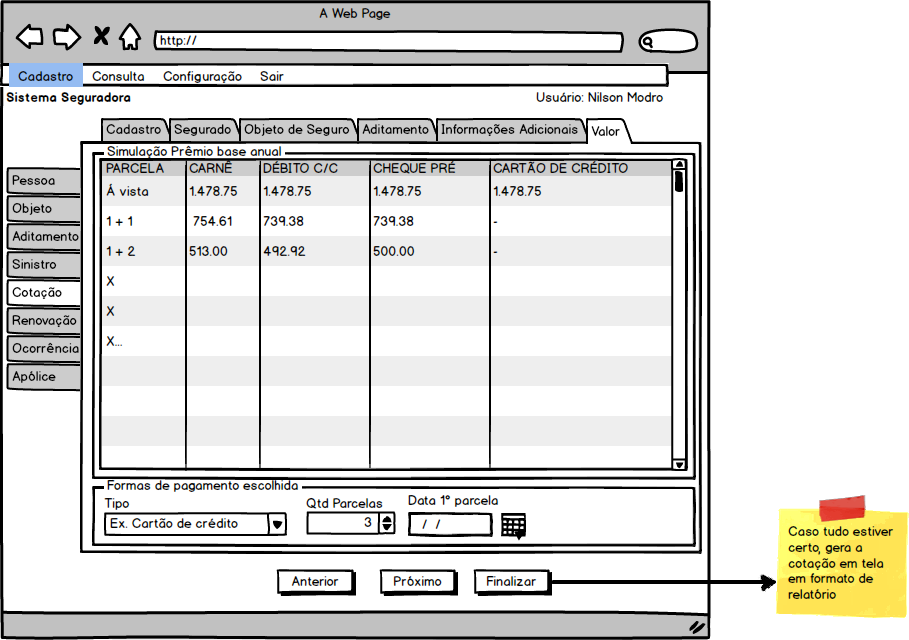 A Web Page
http://
Cadastro Consulta Configuração Sair
Sistema Seguradora Usuário: Nilson Modro
Cadastro Segurado Objeto de Seguro Aditamento Informações Adicionais Valor
Simulação Prêmio base anual
PARCELA CARNÊ DÉBITO C/C CHEQUE PRÉ CARTÃO DE CRÉDITO
Á vista 1.478.75 1.478.75 1.478.75 1.478.75
1 + 1 754.61 739.38 739.38 -
1 + 2 513.00 492.92 500.00 -
X
X
X...
Pessoa
Objeto
Aditamento
Sinistro
Cotação
Renovação
Ocorrência
Apólice
Formas de pagamento escolhida
Tipo Qtd Parcelas Data 1º parcela
Ex. Cartão de crédito 3 / /
Anterior Próximo Finalizar
Caso tudo estiver
certo, gera a
cotação em tela
em formato de
relatório